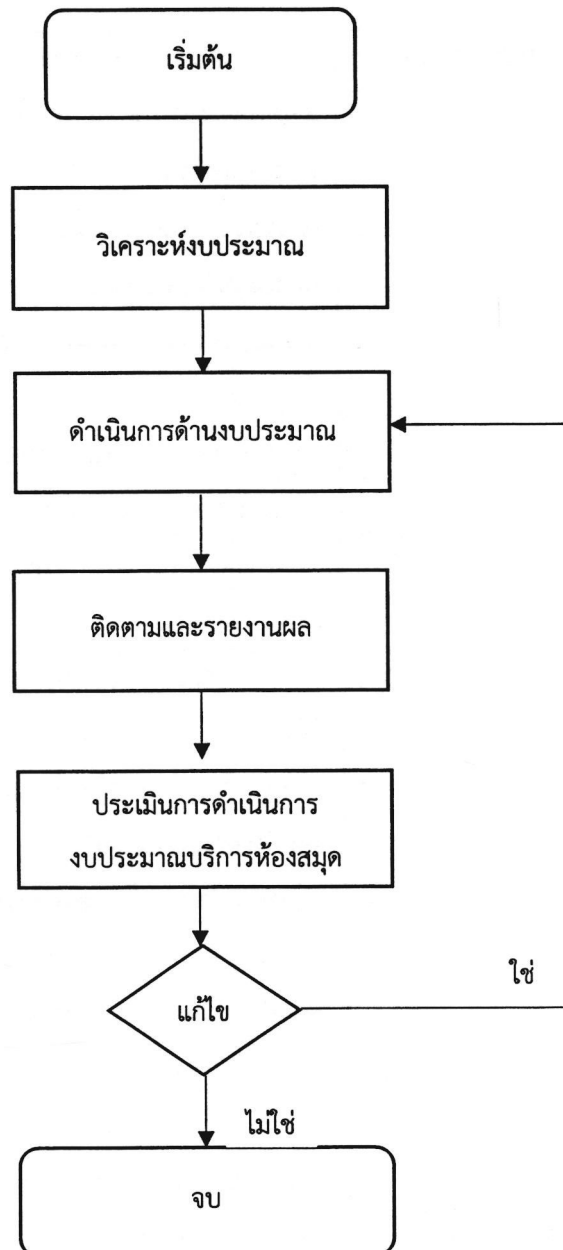 เริ่มต้น
วิเคราะห์งบประมาณ
ดำเนินการด้านงบประมาณ
ติดตามและรายงานผล
ประเมินการดำเนินการ
งบประมาณบริการห้องสมุด
ใช่
แก้ไข
ไม่ใช่
จบ